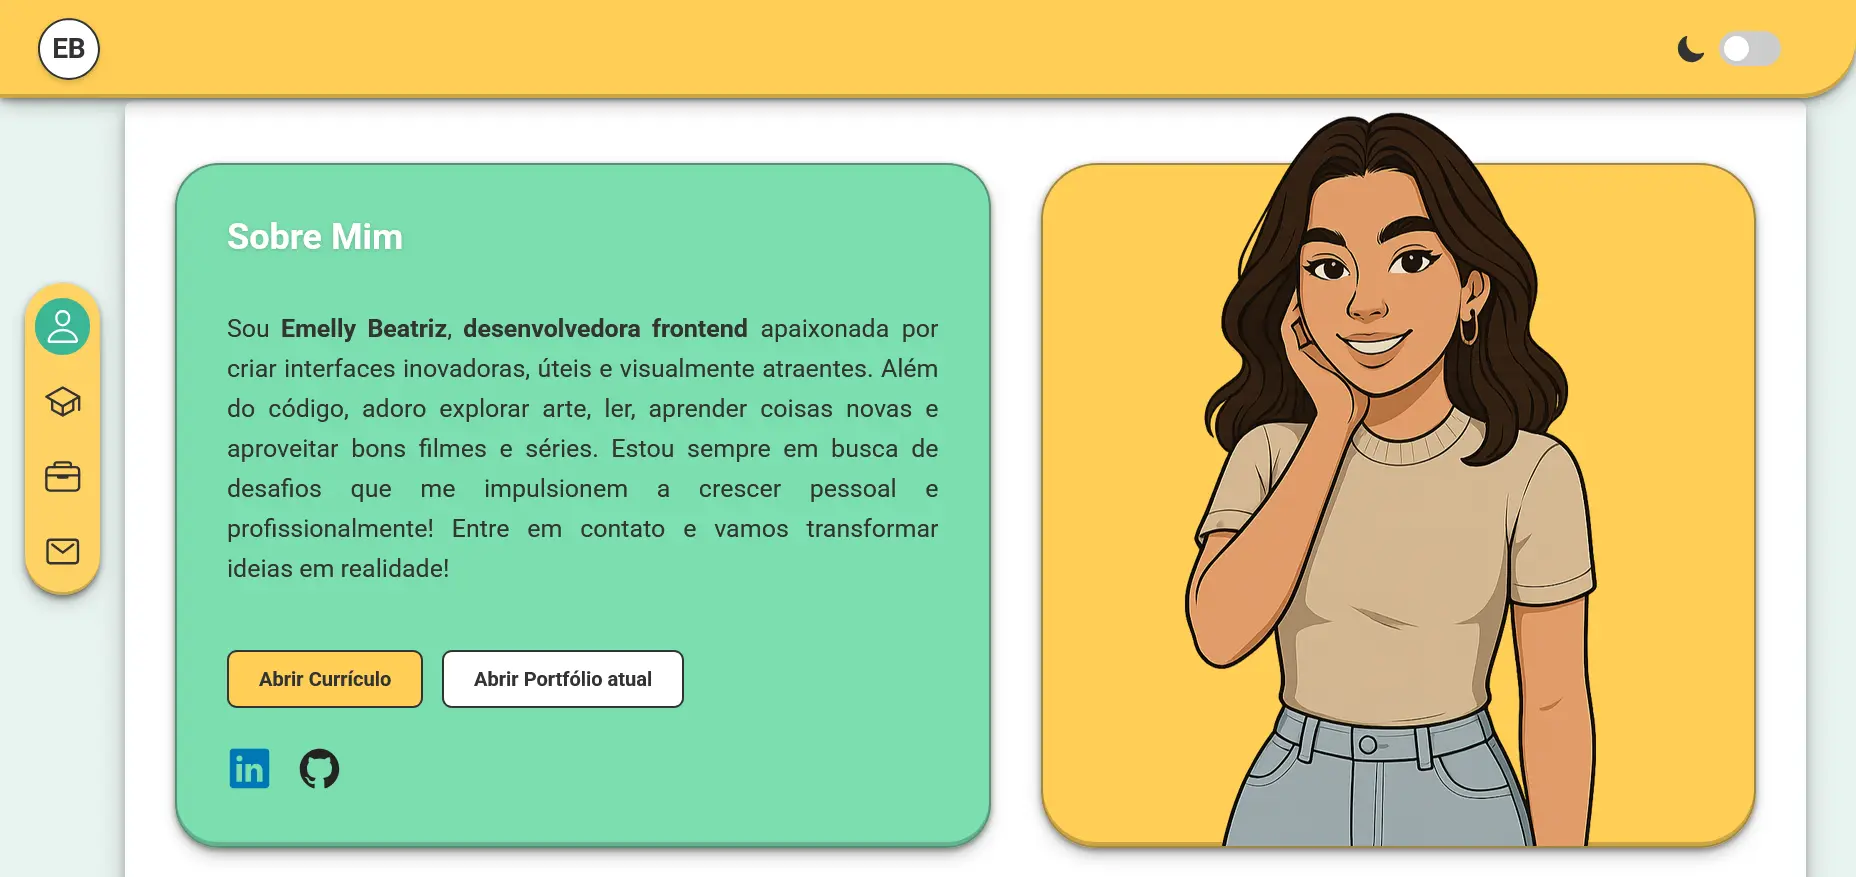 EB
Sobre Mim
Sou Emelly Beatriz, desenvolvedora frontend apaixonada por
criar interfaces inovadoras, úteis e visualmente atraentes. Além
do código, adoro explorar arte, ler, aprender coisas novas e
aproveitar bons filmes e séries. Estou sempre em busca de
desafios que me impulsionem a crescer pessoal e
profissionalmente! Entre em contato e vamos transformar
ideias em realidade!
Abrir Currículo
Abrir Portfólio atual
in